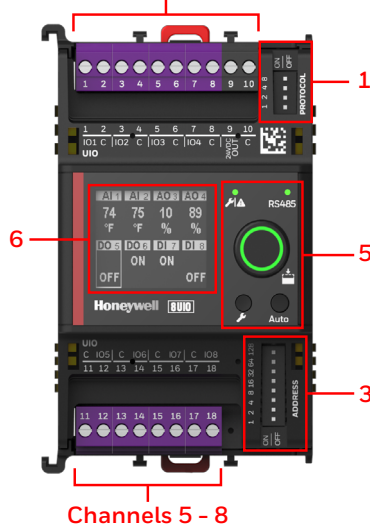 ON
OFF
1 2 4 8
PROTOCOL
1
1 2 3 4 5 6 7 8 9 10
1 2 3 4 5 6 7 8 9 10
IO1 C IO2 C IO3 C IO4 C 24VDC OUT C
UIO
AI 1 AI 2 AO 3 AO 4
74 75 10 89
°F °F % %
DO 5 DO 6 DI 7 DI 8
ON ON
OFF OFF
6
RS485
5
Auto
Honeywell 8UIO
UIO
C IO5 C IO6 C IO7 C IO8
11 12 13 14 15 16 17 18
11 12 13 14 15 16 17 18
1 2 4 8 16 32 64 128
ADDRESS
ON
OFF
3
Channels 5 - 8